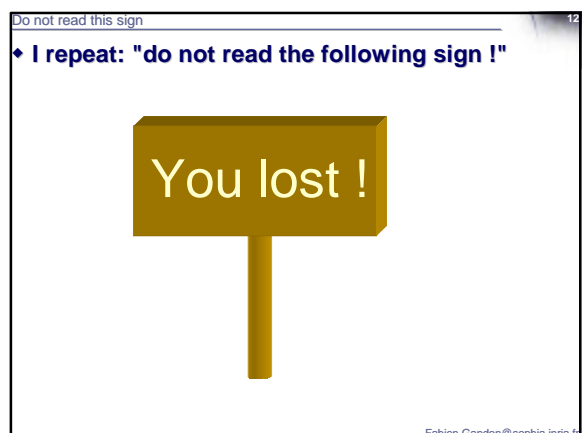 Do not read this sign
12
◆ I repeat: "do not read the following sign !"
You lost !